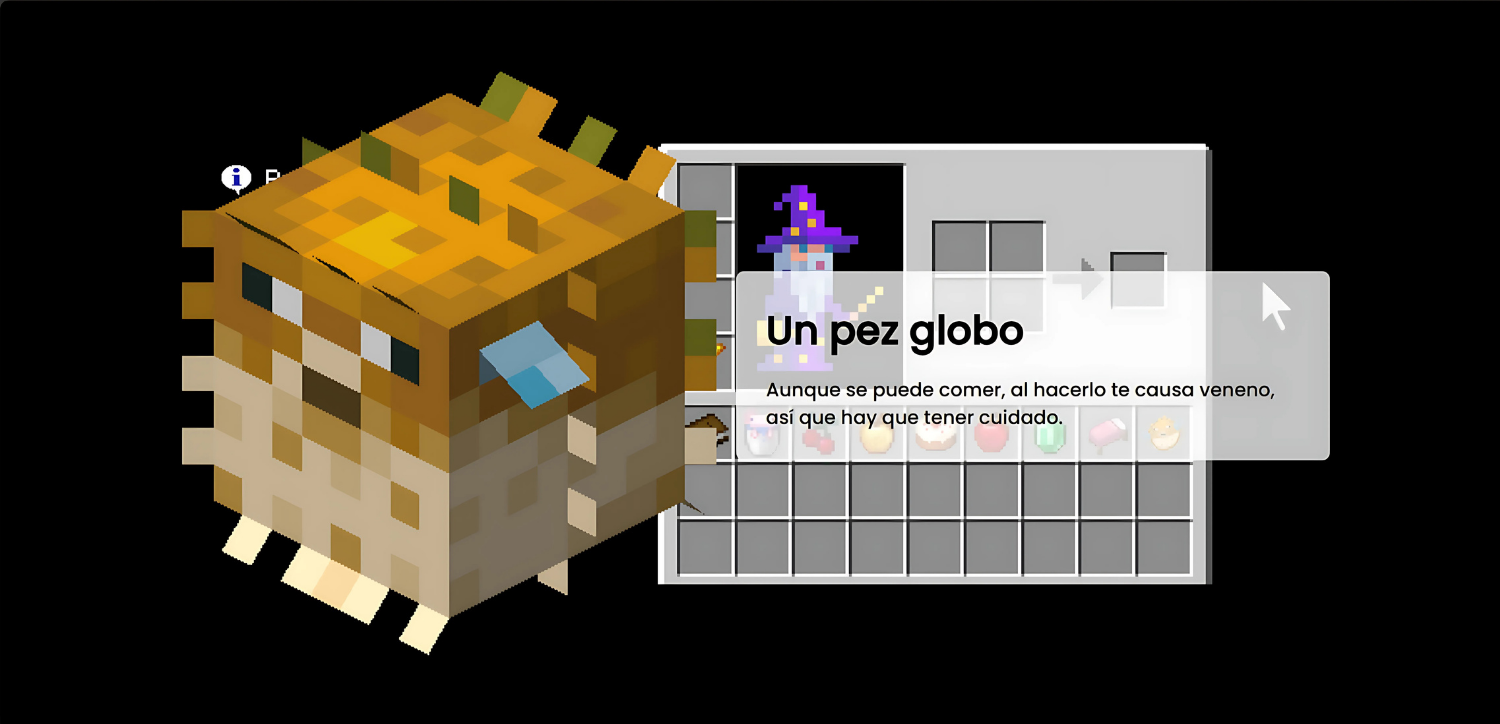 Un pez globo
Aunque se puede comer, al hacerlo te causa veneno,
así que hay que tener cuidado.